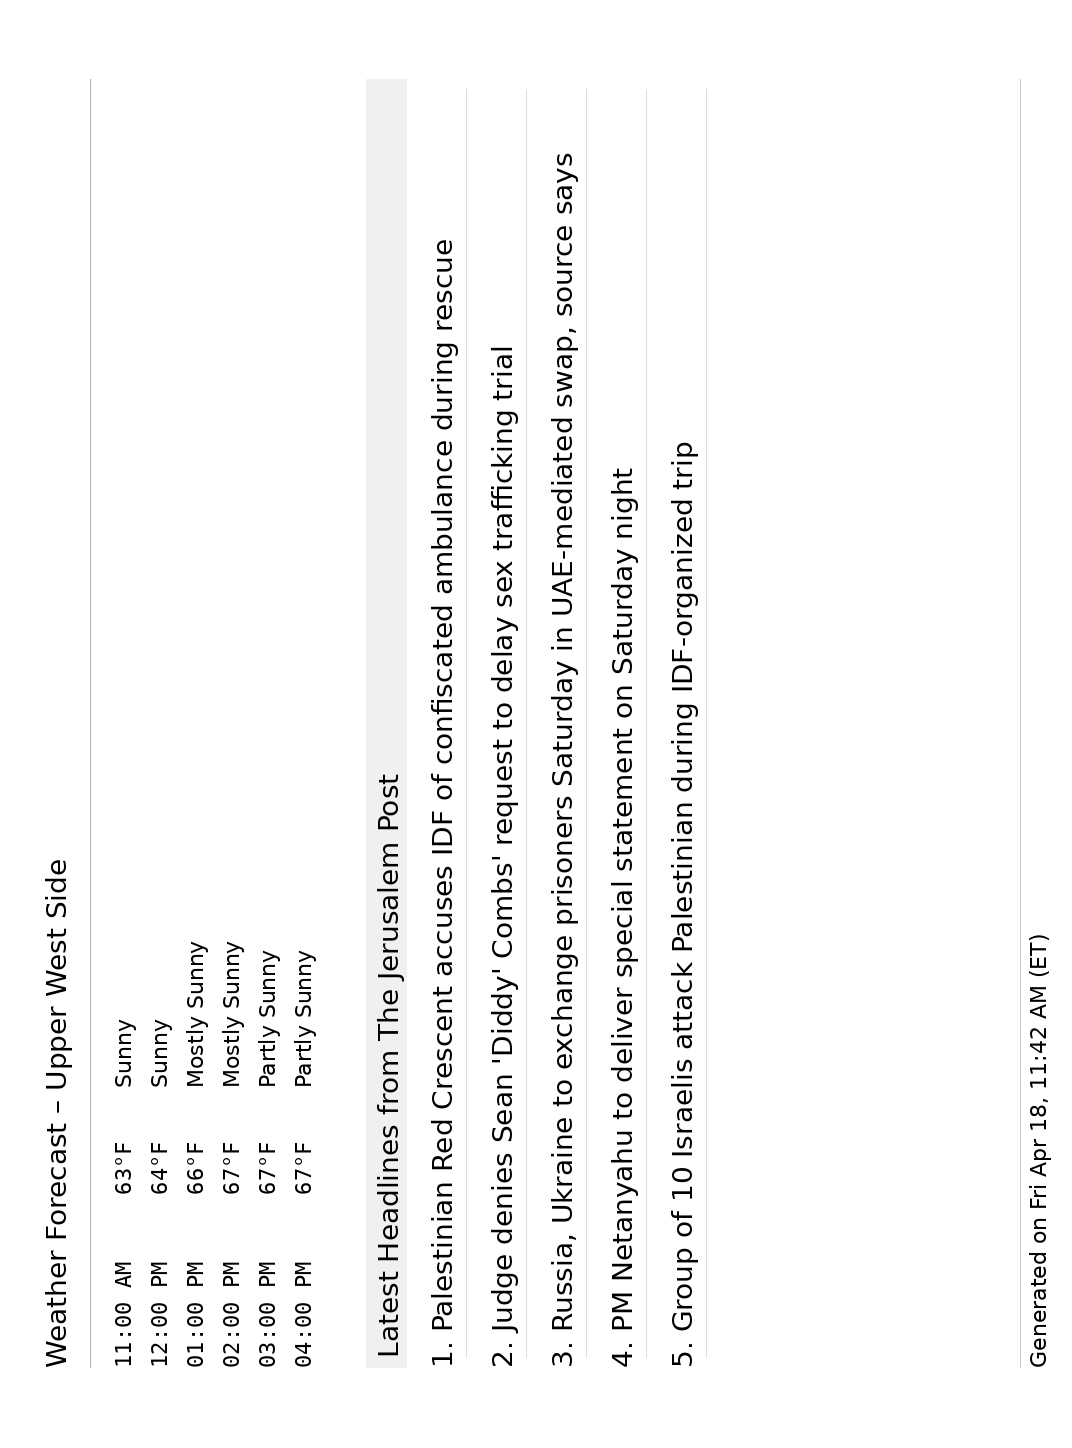 Weather Forecast – Upper West Side
11:00 AM 63°F Sunny
12:00 PM 64°F Sunny
01:00 PM 66°F Mostly Sunny
02:00 PM 67°F Mostly Sunny
03:00 PM 67°F Partly Sunny
04:00 PM 67°F Partly Sunny
Latest Headlines from The Jerusalem Post
1. Palestinian Red Crescent accuses IDF of confiscated ambulance during rescue
2. Judge denies Sean 'Diddy' Combs' request to delay sex trafficking trial
3. Russia, Ukraine to exchange prisoners Saturday in UAE-mediated swap, source says
4. PM Netanyahu to deliver special statement on Saturday night
5. Group of 10 Israelis attack Palestinian during IDF-organized trip
Generated on Fri Apr 18, 11:42 AM (ET)